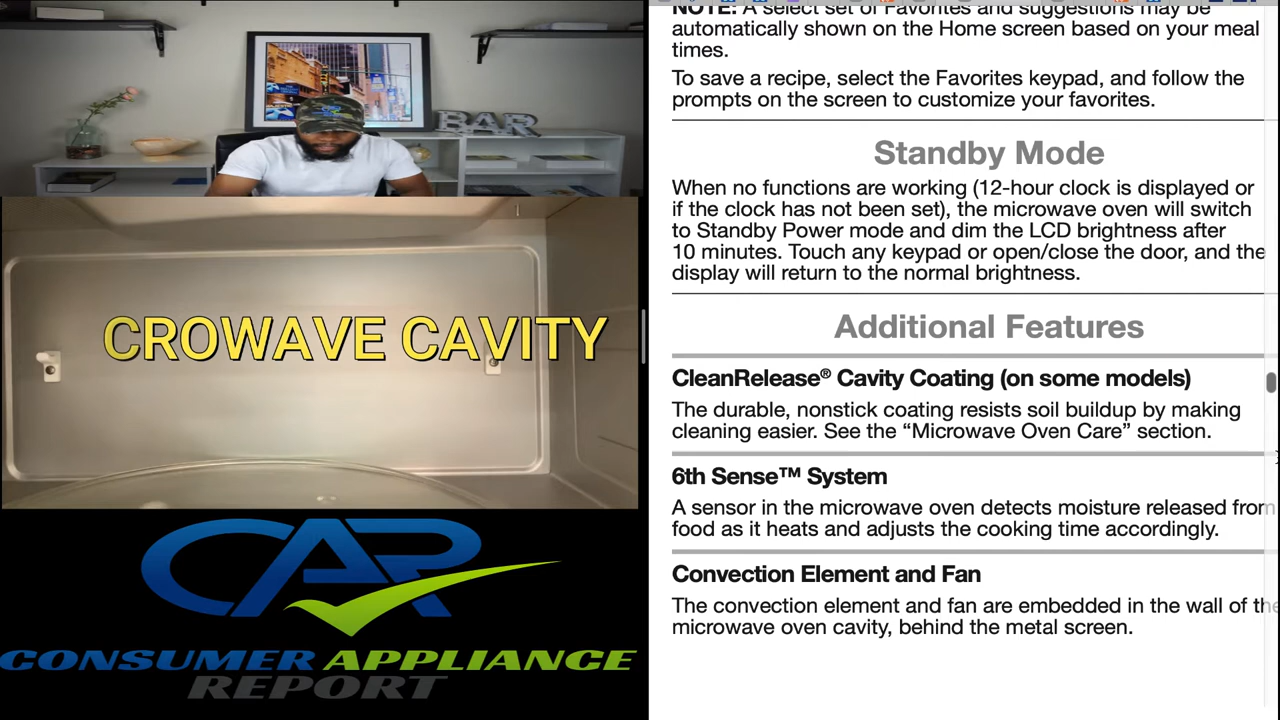 BAR
CROWAVE CAVITY
CAR
CONSUMER APPLIANCE
REPORT
NOTE: A select set of Favorites and suggestions may be
automatically shown on the Home screen based on your meal
times.
To save a recipe, select the Favorites keypad, and follow the
prompts on the screen to customize your favorites.
Standby Mode
When no functions are working (12-hour clock is displayed or
if the clock has not been set), the microwave oven will switch
to Standby Power mode and dim the LCD brightness after
10 minutes. Touch any keypad or open/close the door, and the
display will return to the normal brightness.
Additional Features
CleanRelease® Cavity Coating (on some models)
The durable, nonstick coating resists soil buildup by making
cleaning easier. See the “Microwave Oven Care” section.
6th Sense™ System
A sensor in the microwave oven detects moisture released from
food as it heats and adjusts the cooking time accordingly.
Convection Element and Fan
The convection element and fan are embedded in the wall of the
microwave oven cavity, behind the metal screen.